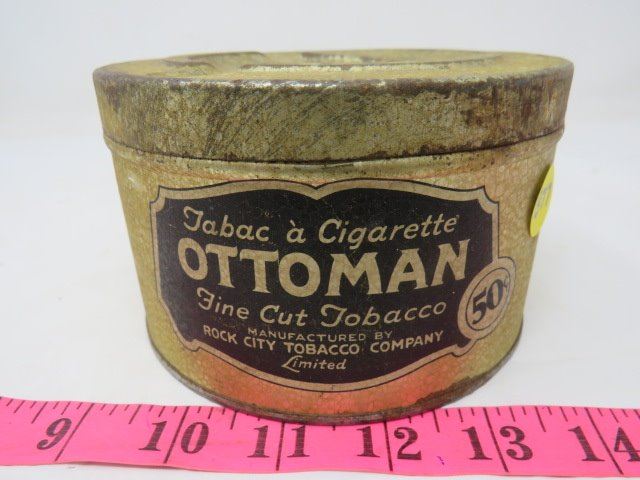 Tabac à Cigarette
OTTOMAN
Fine Cut Tobacco
50¢
MANUFACTURED BY
ROCK CITY TOBACCO COMPANY
Limited
9 10 11 12 13 14